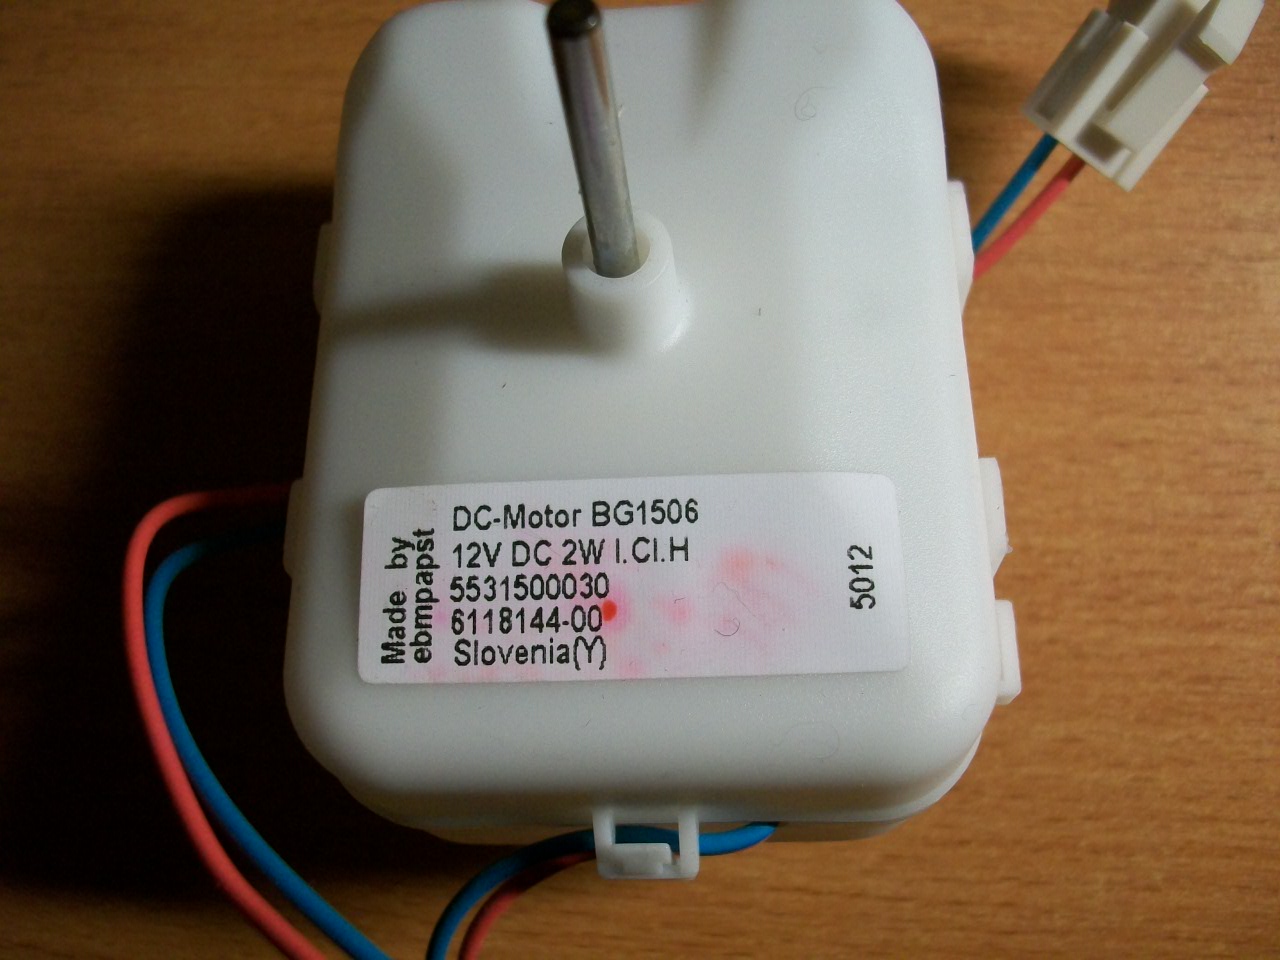 Made by
ebmpapst
DC-Motor BG1506
12V DC 2W I.Cl.H
5531500030
6118144-00
Slovenia(Y)
5012